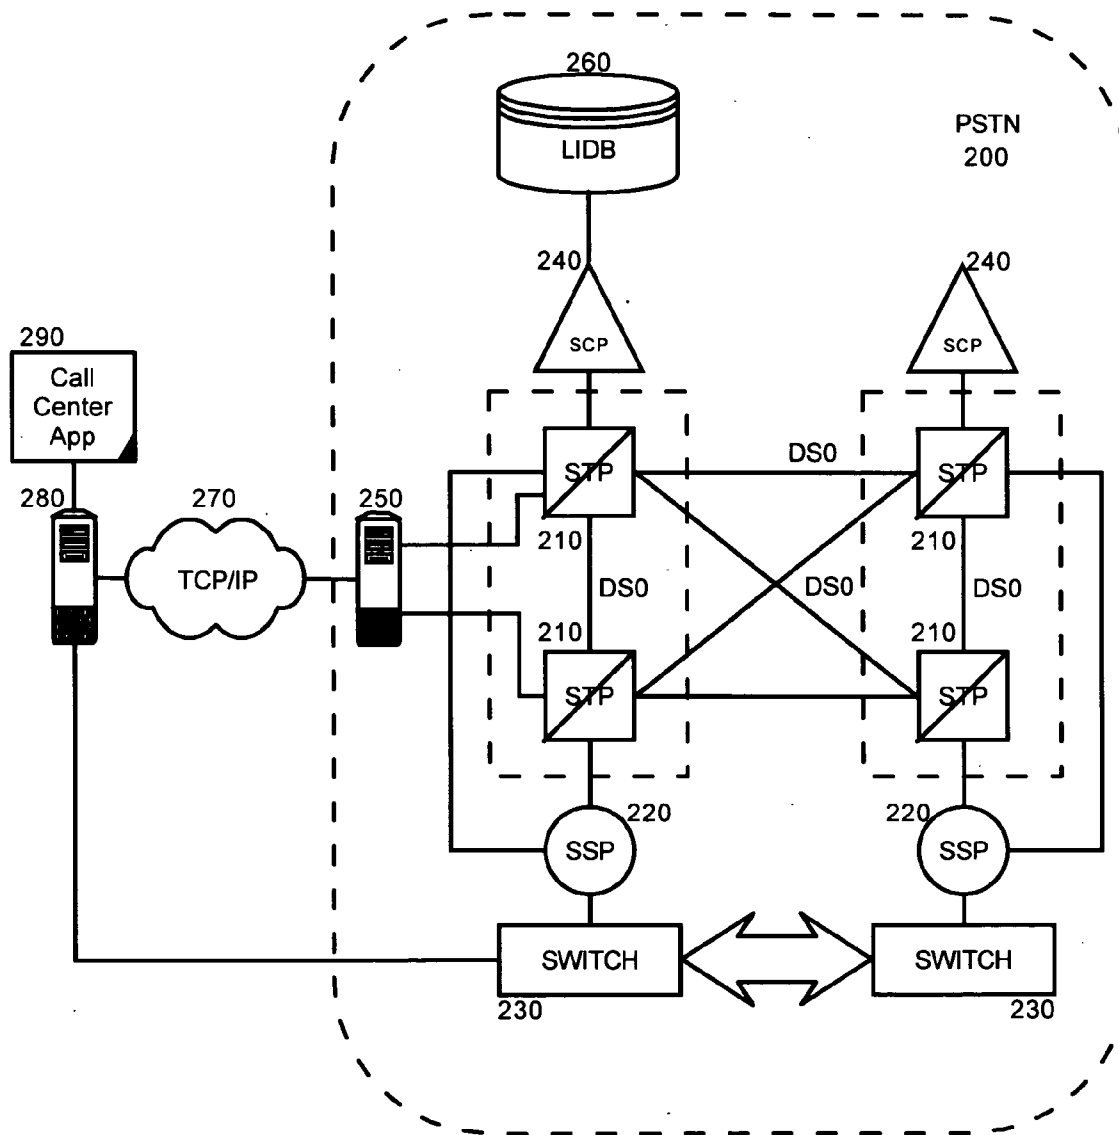 260
LIDB
PSTN
200
240
SCP
240
SCP
290
Call
Center
App
280
270
TCP/IP
250
STP
210
DS0
STP
210
DS0
DS0
DS0
210
STP
210
STP
220
SSP
220
SSP
SWITCH
230
SWITCH
230